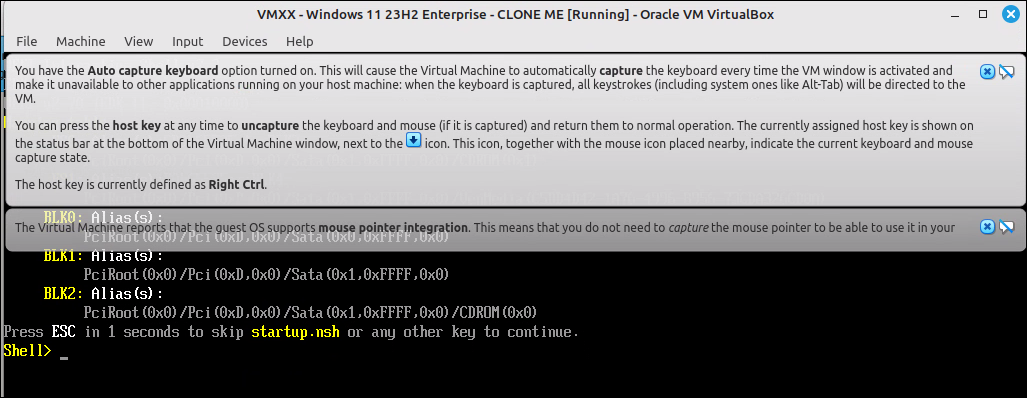 VMXX - Windows 11 23H2 Enterprise - CLONE ME [Running] - Oracle VM VirtualBox
File Machine View Input Devices Help
You have the Auto capture keyboard option turned on. This will cause the Virtual Machine to automatically capture the keyboard every time the VM window is activated and
make it unavailable to other applications running on your host machine: when the keyboard is captured, all keystrokes (including system ones like Alt-Tab) will be directed to the
VM.
You can press the host key at any time to uncapture the keyboard and mouse (if it is captured) and return them to normal operation. The currently assigned host key is shown on
the status bar at the bottom of the Virtual Machine window, next to the icon. This icon, together with the mouse icon placed nearby, indicate the current keyboard and mouse
capture state.
The host key is currently defined as Right Ctrl.
BLK0: Alias(s):
The Virtual Machine reports that the guest OS supports mouse pointer integration. This means that you do not need to capture the mouse pointer to be able to use it in your
PciRoot(0x0)/Pci(0xD,0x0)/Sata(0x0,0xFFFF,0x0)
BLK1: Alias(s):
PciRoot(0x0)/Pci(0xD,0x0)/Sata(0x1,0xFFFF,0x0)
BLK2: Alias(s):
PciRoot(0x0)/Pci(0xD,0x0)/Sata(0x1,0xFFFF,0x0)/CDROM(0x0)
Press ESC in 1 seconds to skip startup.nsh or any other key to continue.
Shell> _